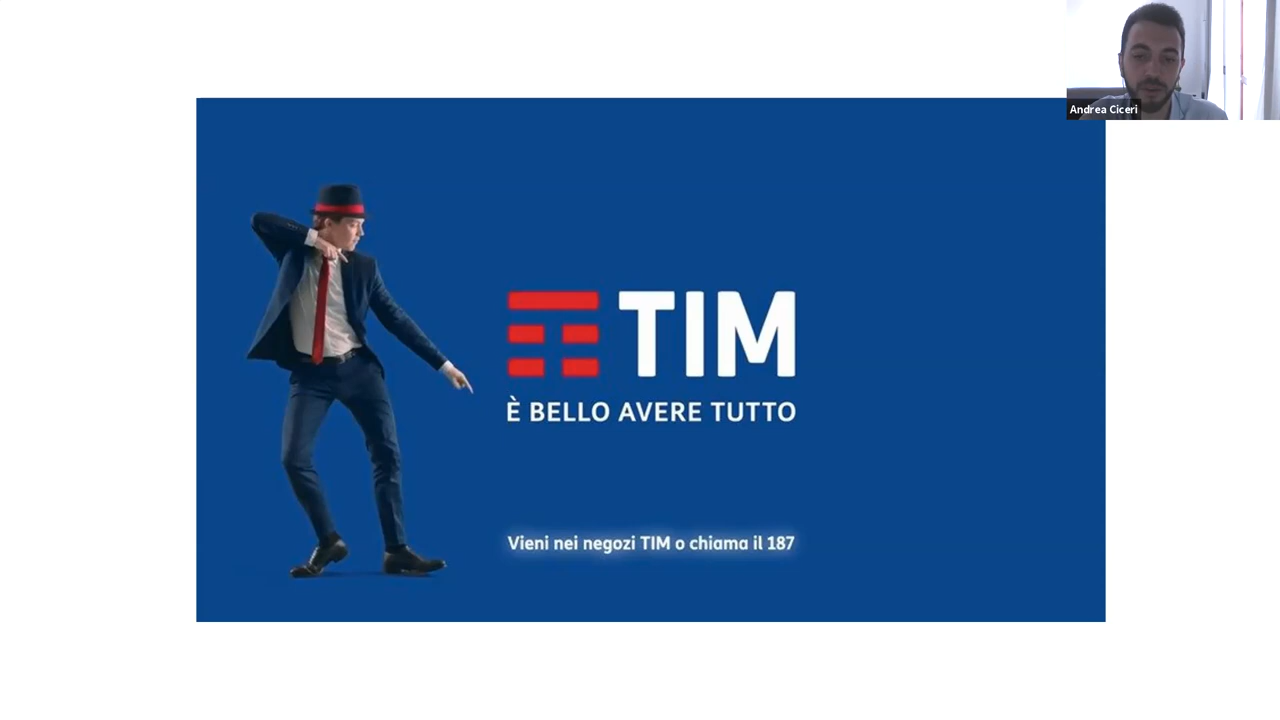 Andrea Ciceri
TIM
È BELLO AVERE TUTTO
Vieni nei negozi TIM o chiama il 187